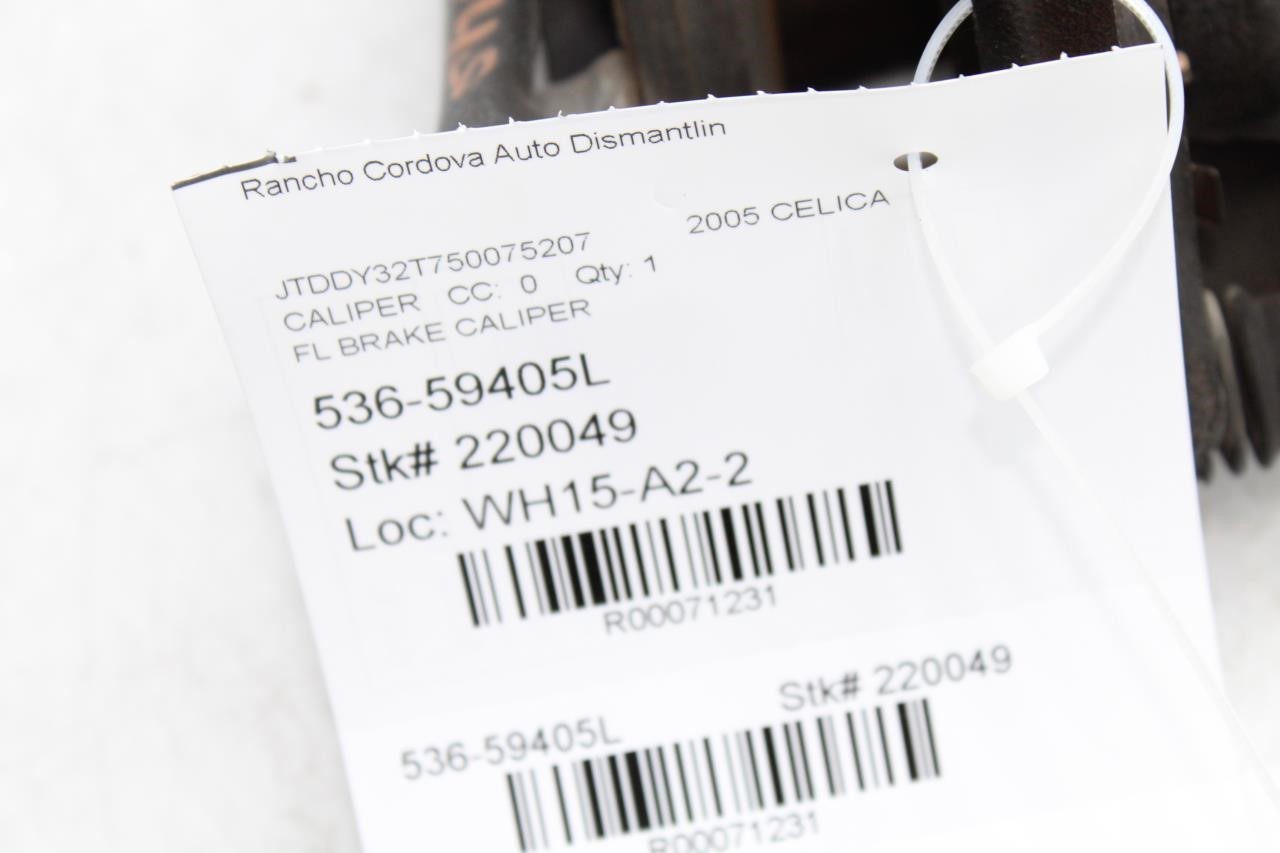 Rancho Cordova Auto Dismantlin
2005 CELICA
JTDDY32T750075207
CALIPER CC: 0 Qty: 1
FL BRAKE CALIPER
536-59405L
Stk# 220049
Loc: WH15-A2-2
R00071231
Stk# 220049
536-59405L
R00071231